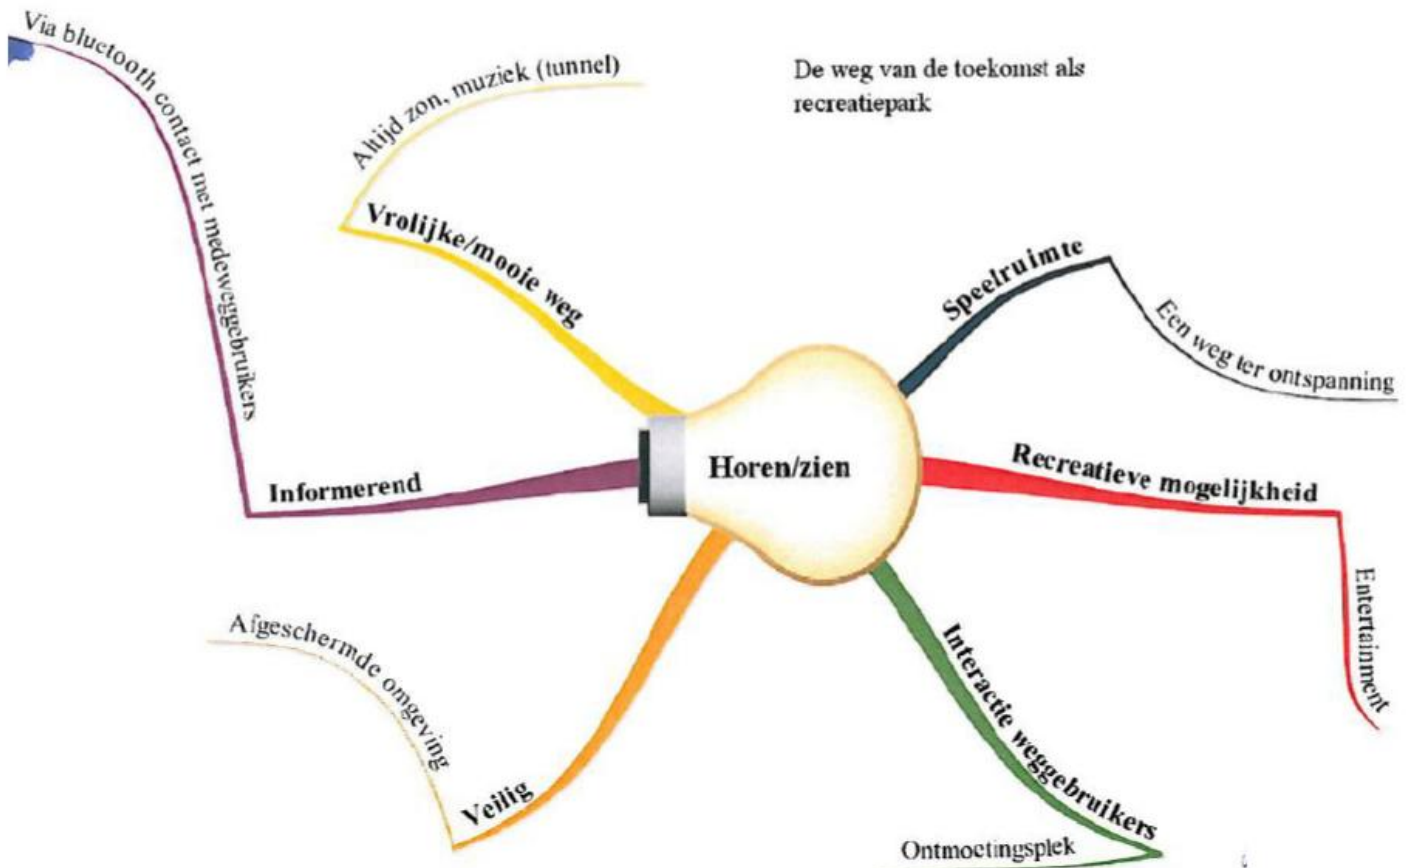 Via bluetooth contact met medeweggebruikers
Altijd zon, muziek (tunnel)
De weg van de toekomst als
recreatiepark
Vrolijke/mooie weg
Speelruimte
Een weg ter ontspanning
Horen/zien
Recreatieve mogelijkheid
Informerend
Entertainment
Afgeschermde omgeving
Interactie weggebruikers
Veilig
Ontmoetingsplek